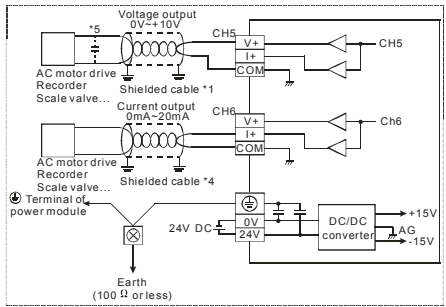 Voltage output
0V~+10V
*5
CH5
V+
I+
COM
CH5
AC motor drive
Recorder
Scale valve...
Shielded cable *1
Current output
0mA~20mA
CH6
V+
I+
COM
Ch6
AC motor drive
Recorder
Scale valve...
Shielded cable *4
Terminal of
power module
24V DC
0V
24V
DC/DC
converter
+15V
AG
-15V
Earth
(100 Ω or less)